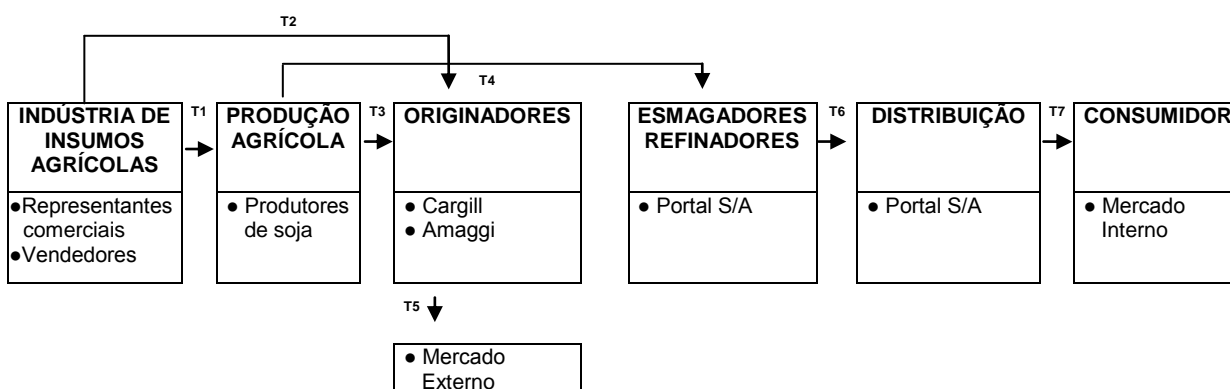 T2
T4
INDÚSTRIA DE
INSUMOS
AGRÍCOLAS
T1
PRODUÇÃO
AGRÍCOLA
T3
ORIGINADORES
ESMAGADORES
REFINADORES
T6
DISTRIBUIÇÃO
T7
CONSUMIDOR
●Representantes
comerciais
●Vendedores
● Produtores
de soja
● Cargill
● Amaggi
● Portal S/A
● Portal S/A
● Mercado
Interno
T5
● Mercado
Externo